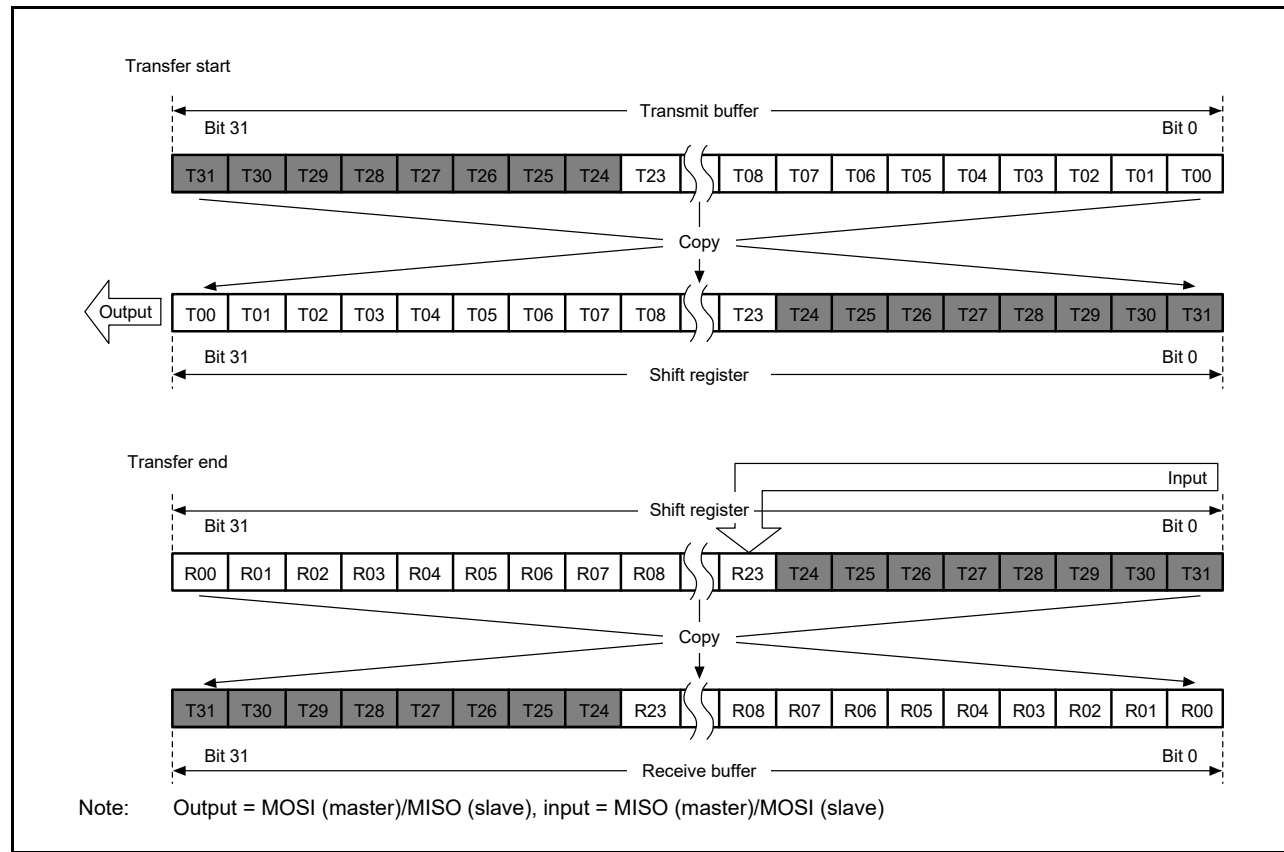 Transfer start
Transmit buffer
Bit 31 Bit 0
T31 T30 T29 T28 T27 T26 T25 T24 T23 T08 T07 T06 T05 T04 T03 T02 T01 T00
Copy
Output T00 T01 T02 T03 T04 T05 T06 T07 T08 T23 T24 T25 T26 T27 T28 T29 T30 T31
Bit 31 Bit 0
Shift register
Transfer end
Input
Shift register
Bit 31 Bit 0
R00 R01 R02 R03 R04 R05 R06 R07 R08 R23 T24 T25 T26 T27 T28 T29 T30 T31
Copy
T31 T30 T29 T28 T27 T26 T25 T24 R23 R08 R07 R06 R05 R04 R03 R02 R01 R00
Bit 31 Bit 0
Receive buffer
Note: Output = MOSI (master)/MISO (slave), input = MISO (master)/MOSI (slave)